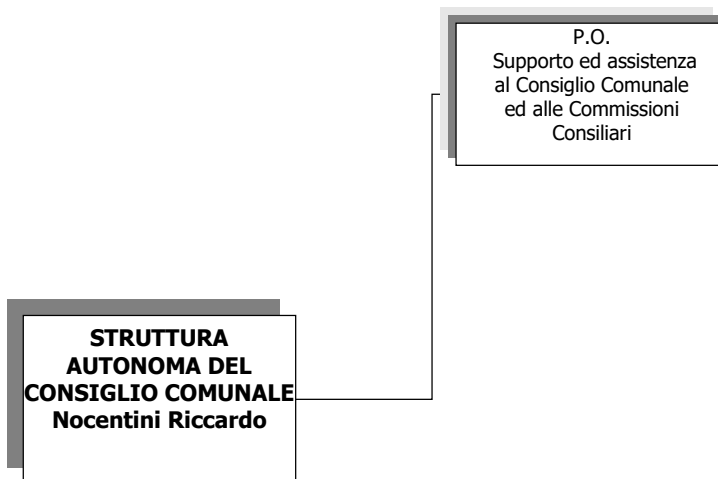 P.O.
Supporto ed assistenza
al Consiglio Comunale
ed alle Commissioni
Consiliari
STRUTTURA
AUTONOMA DEL
CONSIGLIO COMUNALE
Nocentini Riccardo